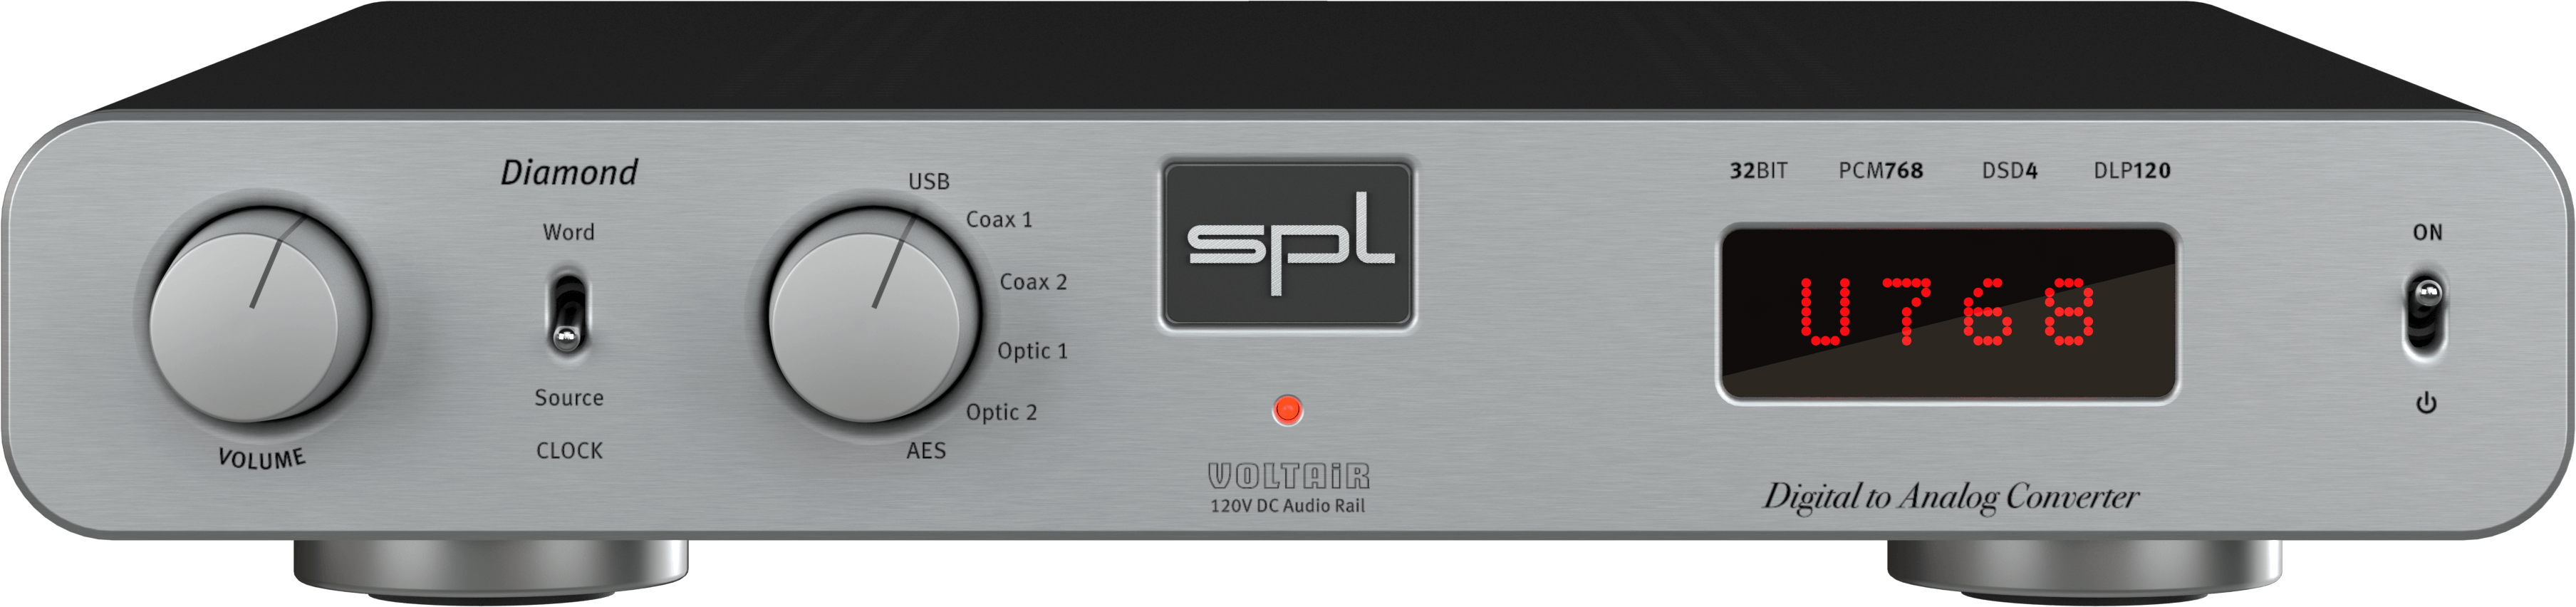 Diamond
Word
Source
CLOCK
VOLUME
USB
Coax 1
Coax 2
Optic 1
Optic 2
AES
spl
VOLTAiR
120V DC Audio Rail
32BIT PCM768 DSD4 DLP120
U768
Digital to Analog Converter
ON